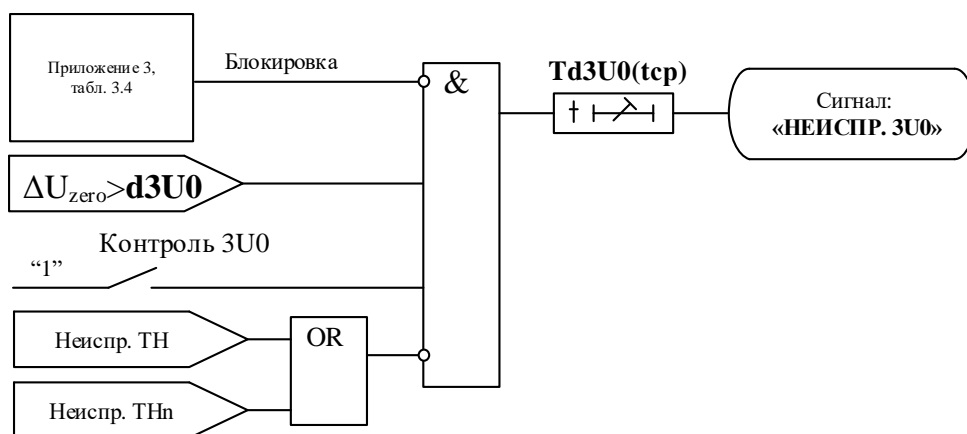 Приложение 3,
табл. 3.4
Блокировка
&
Td3U0(tср)
Сигнал:
«НЕИСПР. 3U0»
ΔUzero>d3U0
Контроль 3U0
“1”
Неиспр. ТН
OR
Неиспр. ТНn